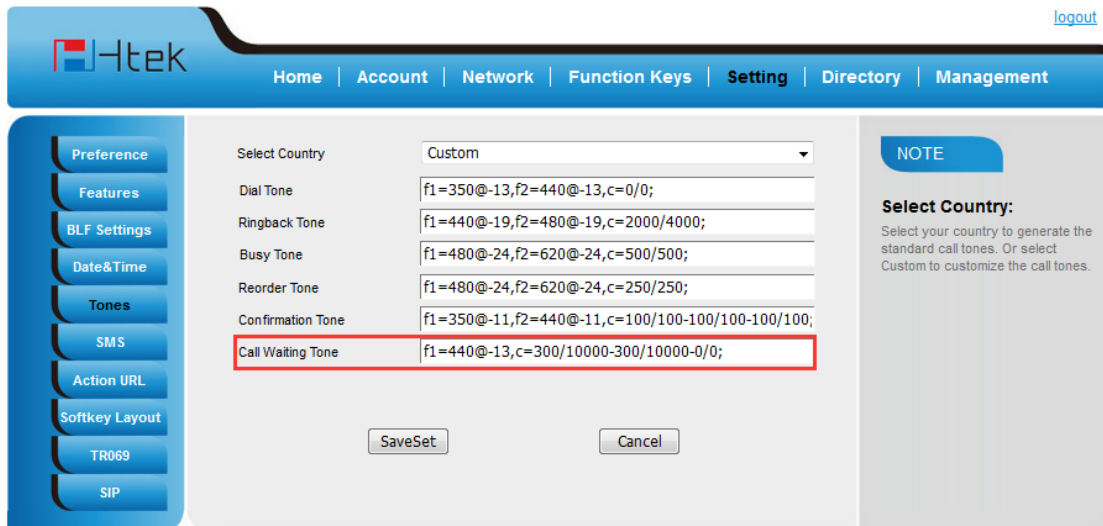 logout
Htek
Home | Account | Network | Function Keys | Setting | Directory | Management
Preference
Features
BLF Settings
Date&Time
Tones
SMS
Action URL
Softkey Layout
TR069
SIP
Select Country Custom
Dial Tone f1=350@-13,f2=440@-13,c=0/0;
Ringback Tone f1=440@-19,f2=480@-19,c=2000/4000;
Busy Tone f1=480@-24,f2=620@-24,c=500/500;
Reorder Tone f1=480@-24,f2=620@-24,c=250/250;
Confirmation Tone f1=350@-11,f2=440@-11,c=100/100-100/100-100/100;
Call Waiting Tone f1=440@-13,c=300/10000-300/10000-0/0;
SaveSet Cancel
NOTE
Select Country:
Select your country to generate the
standard call tones. Or select
Custom to customize the call tones.